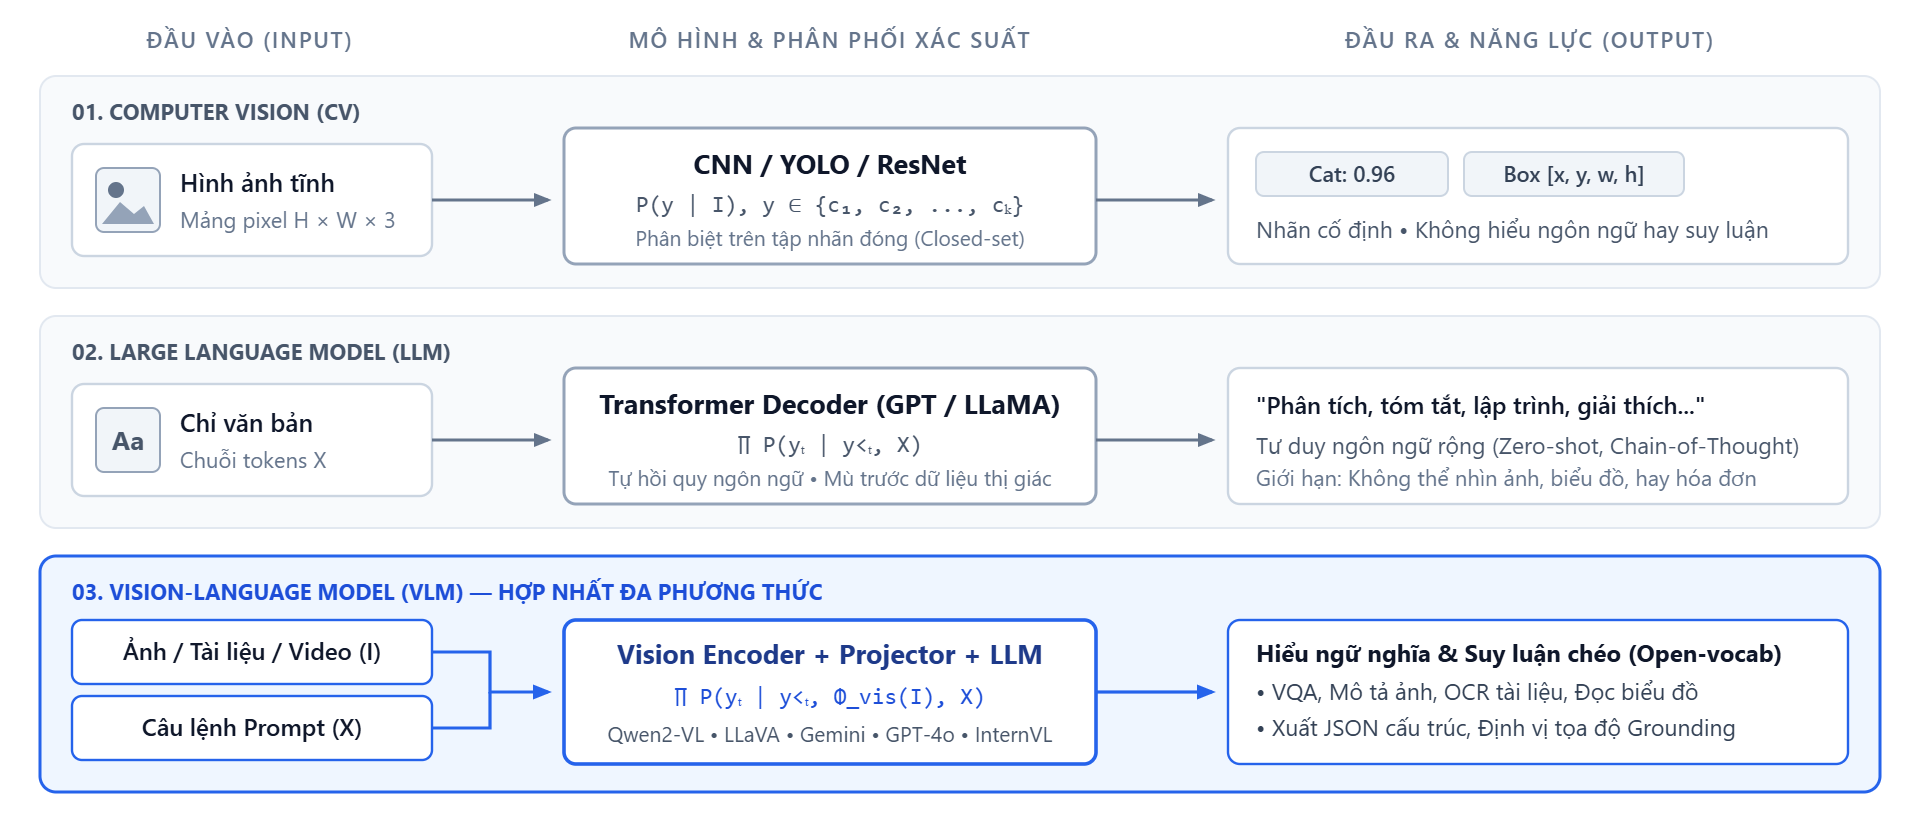 ĐẦU VÀO (INPUT)
MÔ HÌNH & PHÂN PHỐI XÁC SUẤT
ĐẦU RA & NĂNG LỰC (OUTPUT)
01. COMPUTER VISION (CV)
Hình ảnh tĩnh
Mảng pixel H × W × 3
CNN / YOLO / ResNet
P(y | I), y ∈ {c₁, c₂, ..., cₖ}
Phân biệt trên tập nhãn đóng (Closed-set)
Cat: 0.96
Box [x, y, w, h]
Nhãn cố định • Không hiểu ngôn ngữ hay suy luận
02. LARGE LANGUAGE MODEL (LLM)
Aa
Chỉ văn bản
Chuỗi tokens X
Transformer Decoder (GPT / LLaMA)
∏ P(yₜ | y<ₜ, X)
Tự hồi quy ngôn ngữ • Mù trước dữ liệu thị giác
"Phân tích, tóm tắt, lập trình, giải thích..."
Tư duy ngôn ngữ rộng (Zero-shot, Chain-of-Thought)
Giới hạn: Không thể nhìn ảnh, biểu đồ, hay hóa đơn
03. VISION-LANGUAGE MODEL (VLM) — HỢP NHẤT ĐA PHƯƠNG THỨC
Ảnh / Tài liệu / Video (I)
Câu lệnh Prompt (X)
Vision Encoder + Projector + LLM
∏ P(yₜ | y<ₜ, Φ_vis(I), X)
Qwen2-VL • LLaVA • Gemini • GPT-4o • InternVL
Hiểu ngữ nghĩa & Suy luận chéo (Open-vocab)
• VQA, Mô tả ảnh, OCR tài liệu, Đọc biểu đồ
• Xuất JSON cấu trúc, Định vị tọa độ Grounding